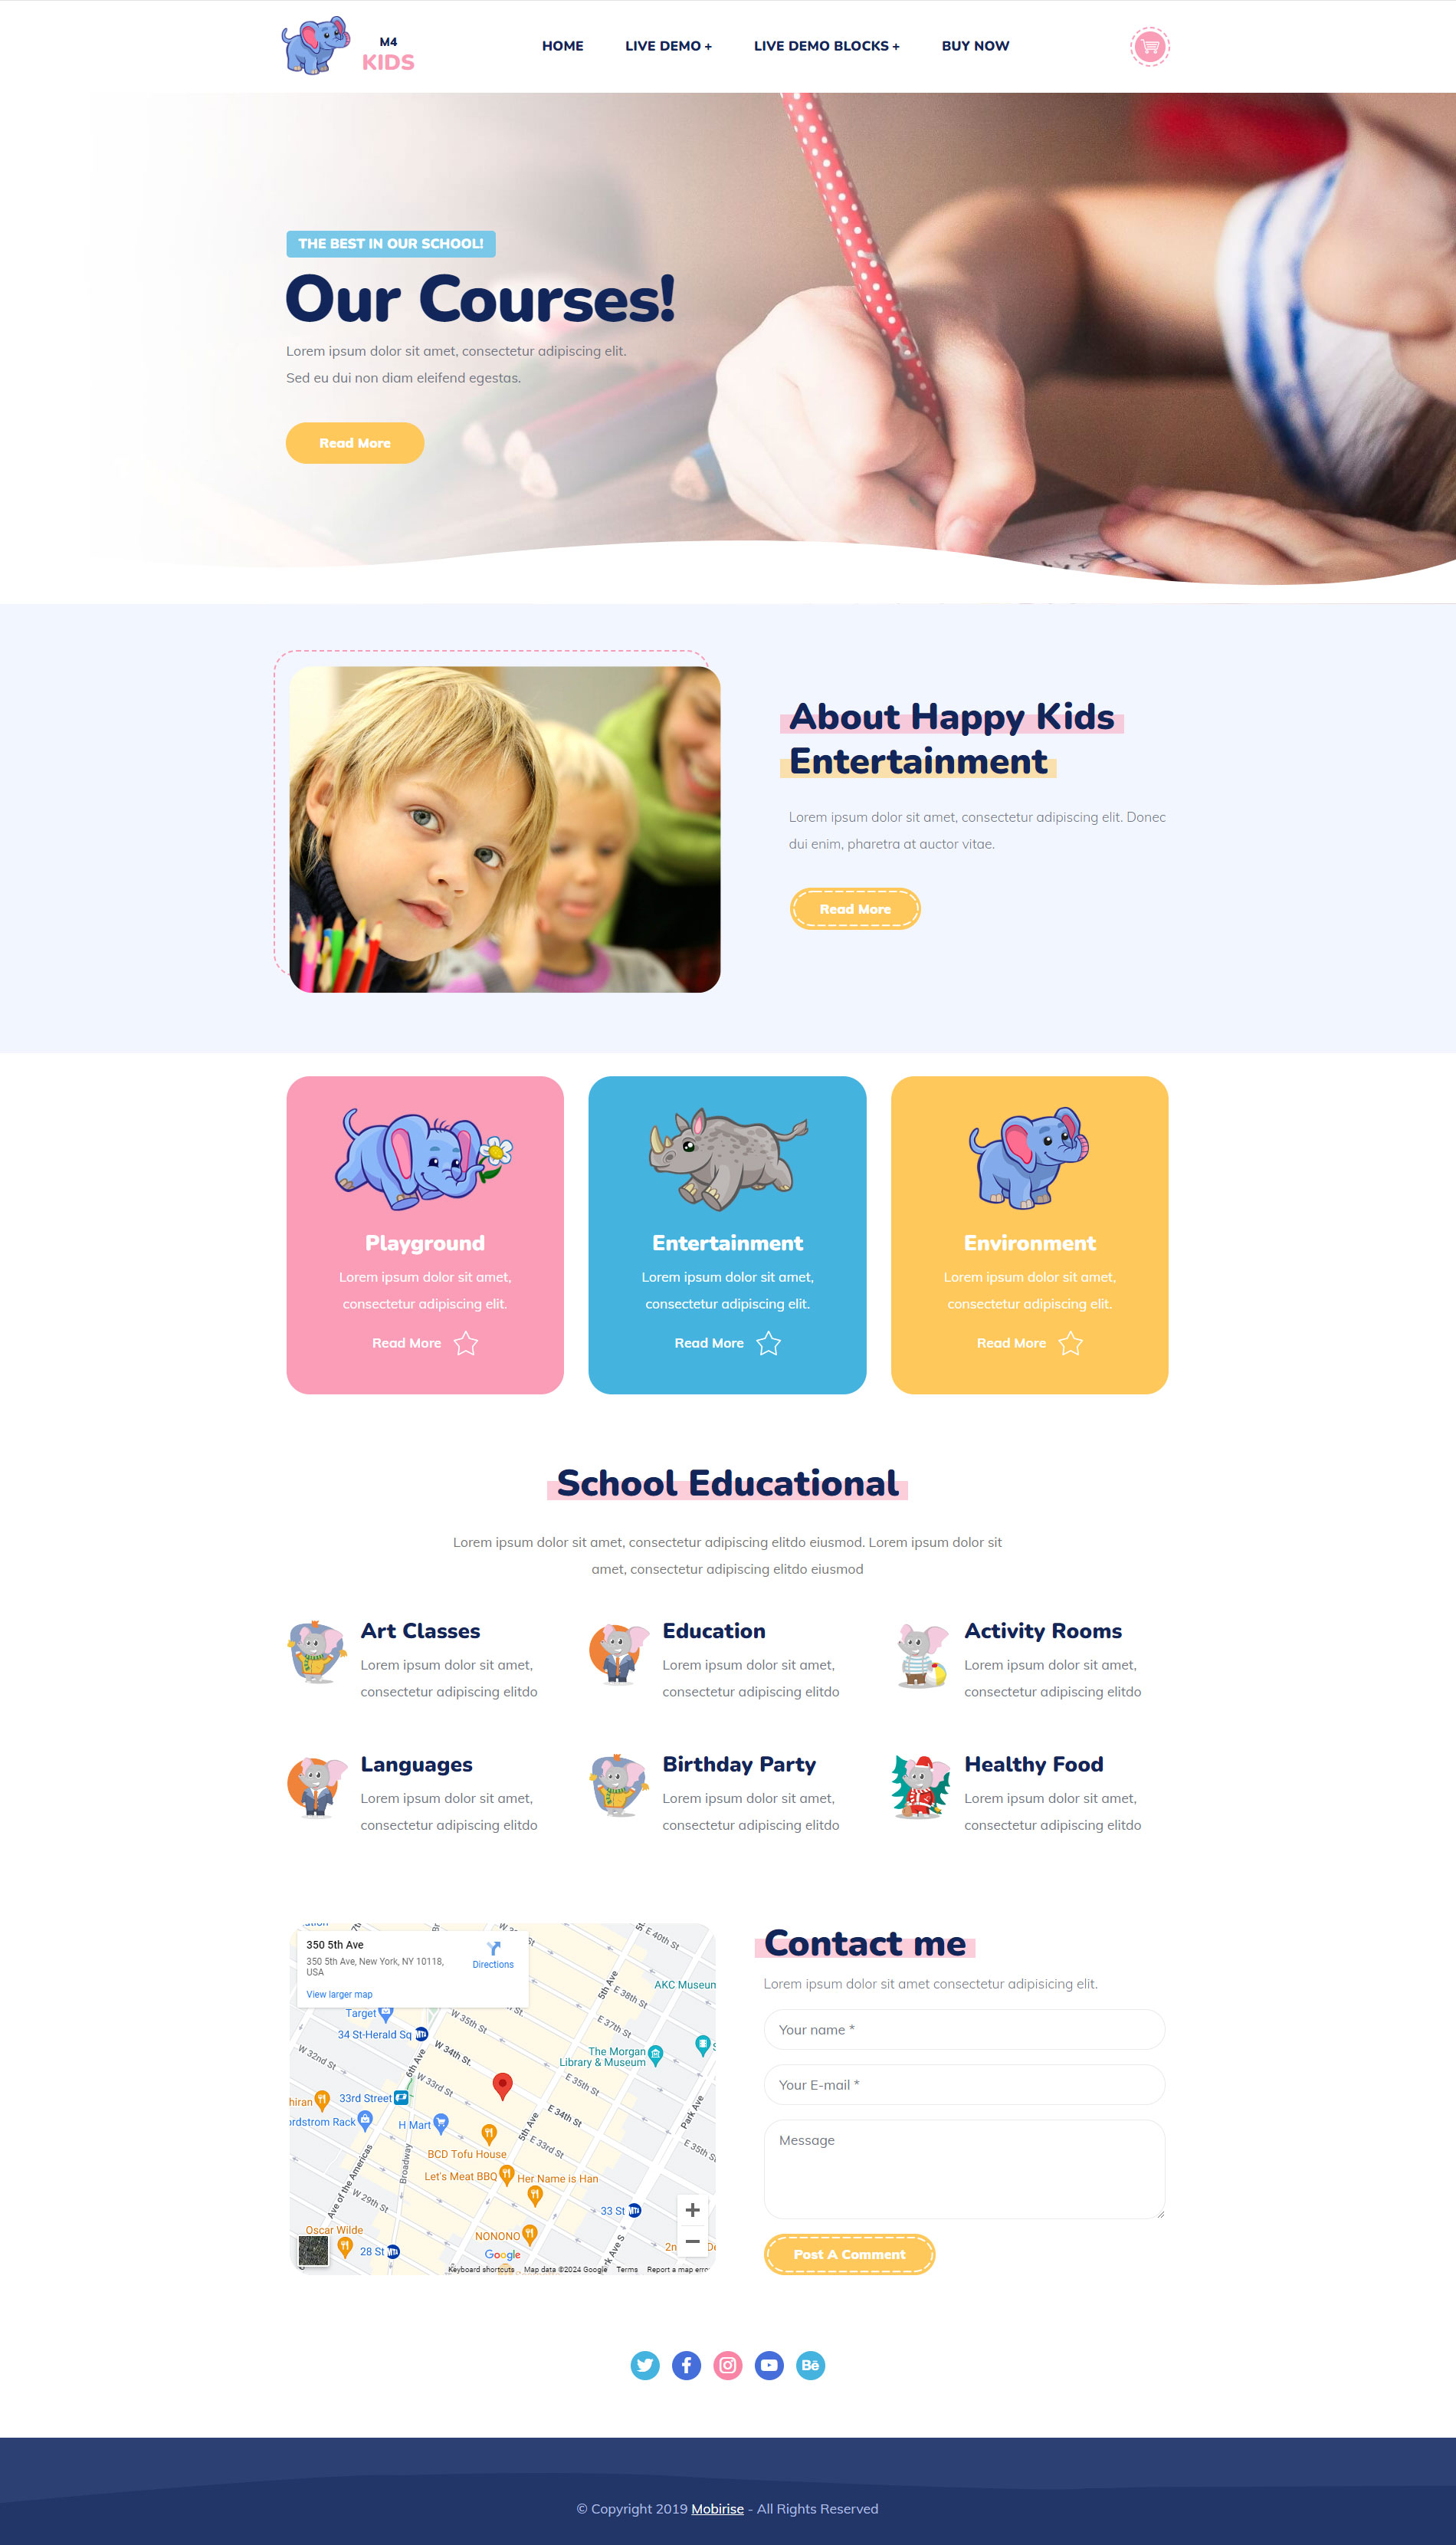 M4
KIDS
HOME
LIVE DEMO +
LIVE DEMO BLOCKS +
BUY NOW
THE BEST IN OUR SCHOOL!
Our Courses!
Lorem ipsum dolor sit amet, consectetur adipiscing elit.
Sed eu dui non diam eleifend egestas.
Read More
About Happy Kids
Entertainment
Lorem ipsum dolor sit amet, consectetur adipiscing elit. Donec
dui enim, pharetra at auctor vitae.
Read More
Playground
Lorem ipsum dolor sit amet,
consectetur adipiscing elit.
Read More
Entertainment
Lorem ipsum dolor sit amet,
consectetur adipiscing elit.
Read More
Environment
Lorem ipsum dolor sit amet,
consectetur adipiscing elit.
Read More
School Educational
Lorem ipsum dolor sit amet, consectetur adipiscing elitdo eiusmod. Lorem ipsum dolor sit
amet, consectetur adipiscing elitdo eiusmod
Art Classes
Lorem ipsum dolor sit amet,
consectetur adipiscing elitdo
Education
Lorem ipsum dolor sit amet,
consectetur adipiscing elitdo
Activity Rooms
Lorem ipsum dolor sit amet,
consectetur adipiscing elitdo
Languages
Lorem ipsum dolor sit amet,
consectetur adipiscing elitdo
Birthday Party
Lorem ipsum dolor sit amet,
consectetur adipiscing elitdo
Healthy Food
Lorem ipsum dolor sit amet,
consectetur adipiscing elitdo
350 5th Ave
350 5th Ave, New York, NY 10118,
USA
Directions
View larger map
E 40th St
AKC Museum
5th Ave
E 38th St
Target
W 35th St
E 37th St
34 St-Herald Sq
W 34th St
The Morgan
Library & Museum
W 32nd St
6th Ave
W 33rd St
E 35th St
33rd Street
E 34th St
Park Ave
H Mart
5th Ave
E 33rd St
E 35th St
BCD Tofu House
Broadway
Let's Meat BBQ
Her Name is Han
Ave of the Americas
W 29th St
33 St
Oscar Wilde
NONONO
28 St
Google
Keyboard shortcuts
Map data ©2024 Google
Terms
Report a map error
Contact me
Lorem ipsum dolor sit amet consectetur adipisicing elit.
Your name *
Your E-mail *
Message
Post A Comment
Bē
© Copyright 2019 Mobirise - All Rights Reserved